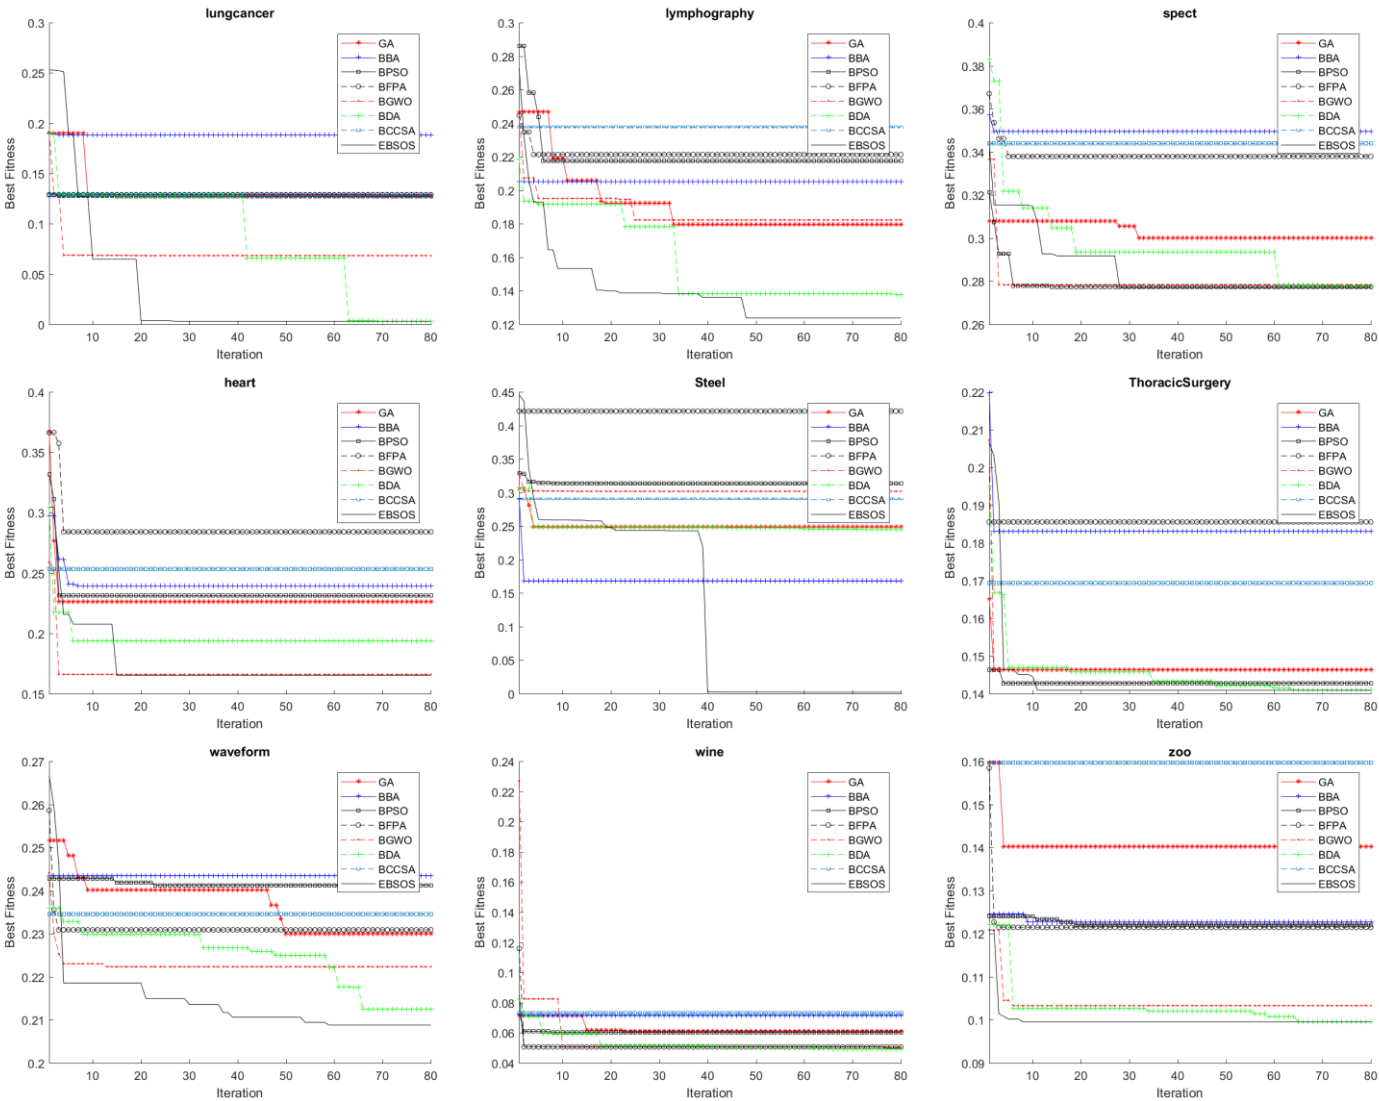 lungcancer
0.3
0.25
0.2
0.15
0.1
0.05
0
Best Fitness
10 20 30 40 50 60 70 80
Iteration
GA
BBA
BPSO
BFPA
BGWO
BDA
BCCSA
EBSOS
lymphography
0.3
0.28
0.26
0.24
0.22
0.2
0.18
0.16
0.14
0.12
Best Fitness
10 20 30 40 50 60 70 80
Iteration
GA
BBA
BPSO
BFPA
BGWO
BDA
BCCSA
EBSOS
spect
0.4
0.38
0.36
0.34
0.32
0.3
0.28
0.26
Best Fitness
10 20 30 40 50 60 70 80
Iteration
GA
BBA
BPSO
BFPA
BGWO
BDA
BCCSA
EBSOS
heart
0.4
0.35
0.3
0.25
0.2
0.15
Best Fitness
10 20 30 40 50 60 70 80
Iteration
GA
BBA
BPSO
BFPA
BGWO
BDA
BCCSA
EBSOS
Steel
0.45
0.4
0.35
0.3
0.25
0.2
0.15
0.1
0.05
0
Best Fitness
10 20 30 40 50 60 70 80
Iteration
GA
BBA
BPSO
BFPA
BGWO
BDA
BCCSA
EBSOS
ThoracicSurgery
0.22
0.21
0.2
0.19
0.18
0.17
0.16
0.15
0.14
Best Fitness
10 20 30 40 50 60 70 80
Iteration
GA
BBA
BPSO
BFPA
BGWO
BDA
BCCSA
EBSOS
waveform
0.27
0.26
0.25
0.24
0.23
0.22
0.21
0.2
Best Fitness
10 20 30 40 50 60 70 80
Iteration
GA
BBA
BPSO
BFPA
BGWO
BDA
BCCSA
EBSOS
wine
0.24
0.22
0.2
0.18
0.16
0.14
0.12
0.1
0.08
0.06
0.04
Best Fitness
10 20 30 40 50 60 70 80
Iteration
GA
BBA
BPSO
BFPA
BGWO
BDA
BCCSA
EBSOS
zoo
0.16
0.15
0.14
0.13
0.12
0.11
0.1
0.09
Best Fitness
10 20 30 40 50 60 70 80
Iteration
GA
BBA
BPSO
BFPA
BGWO
BDA
BCCSA
EBSOS